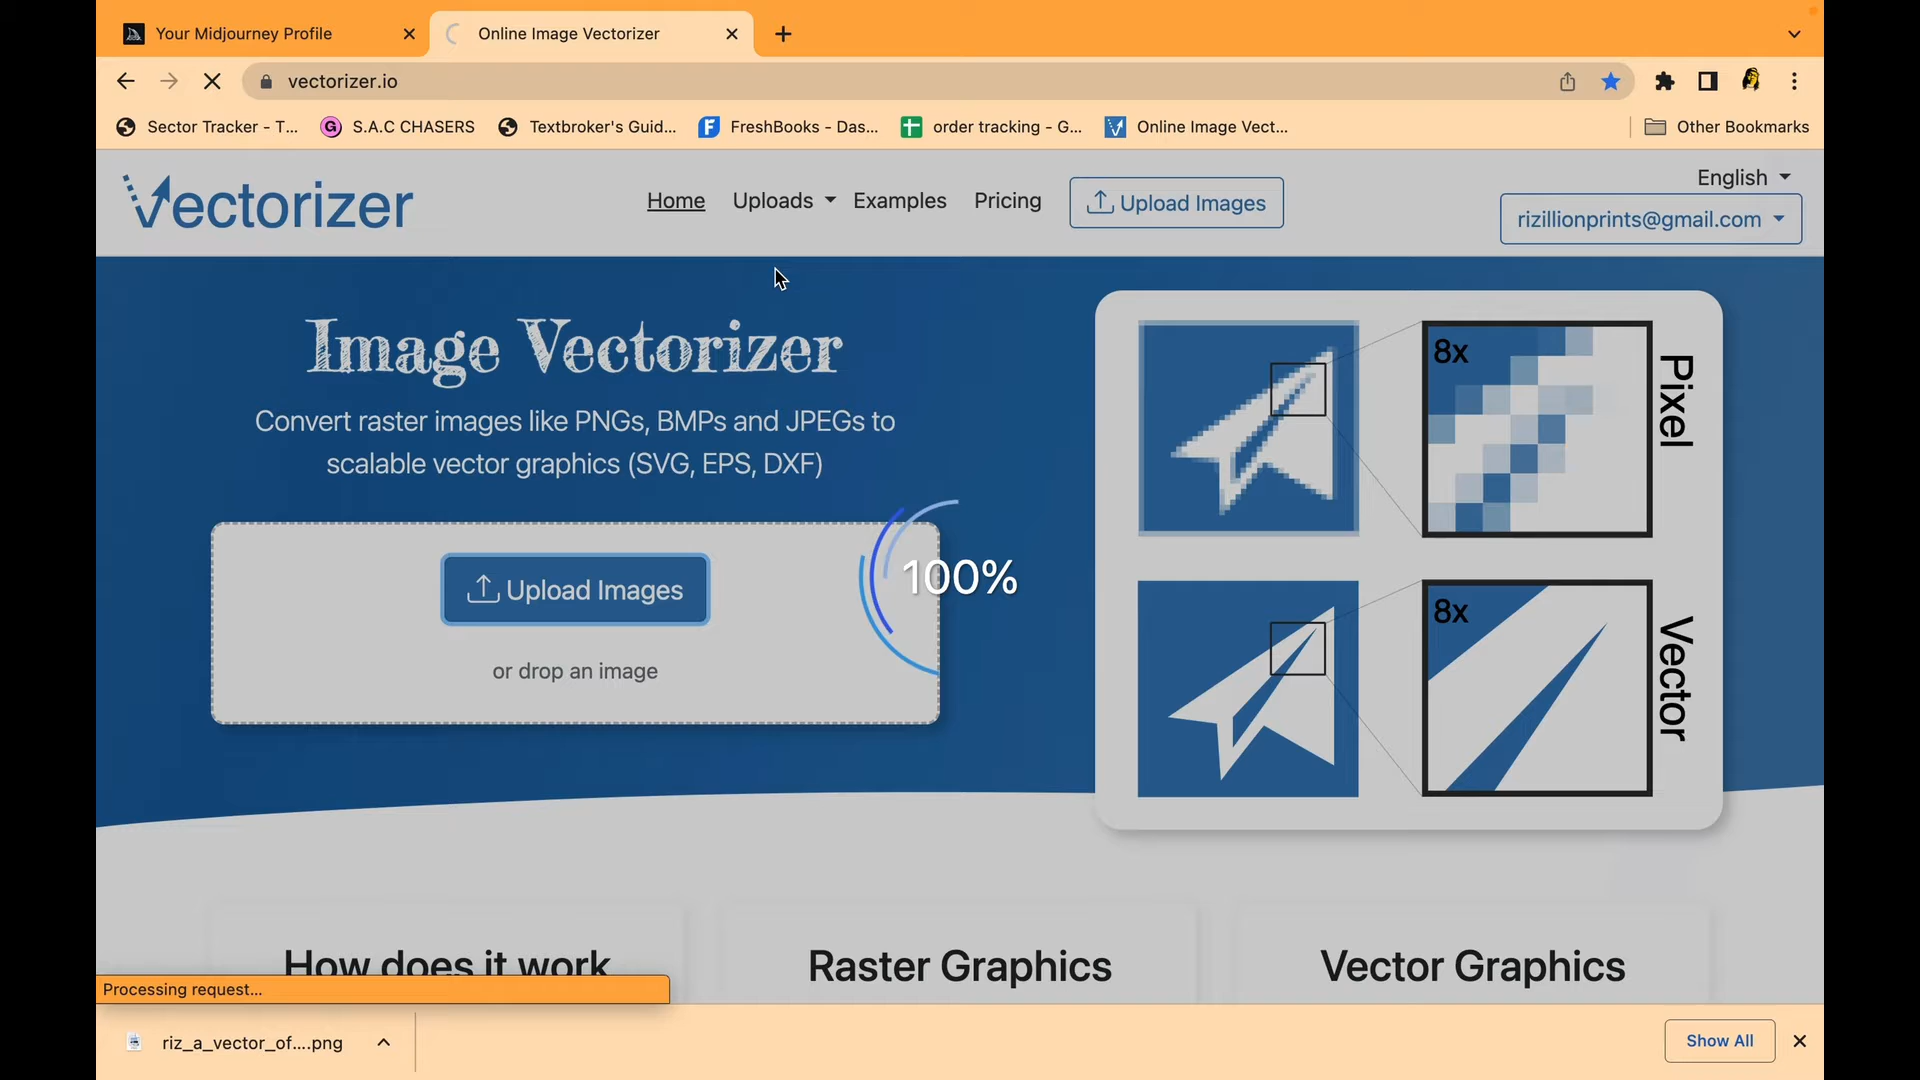 Your Midjourney Profile
Online Image Vectorizer
vectorizer.io
Sector Tracker - T...
G
S.A.C CHASERS
Textbroker's Guid...
FreshBooks - Das...
order tracking - G...
Online Image Vect...
Other Bookmarks
Vectorizer
Home
Uploads
Examples
Pricing
Upload Images
English
rizillionprints@gmail.com
Image Vectorizer
Convert raster images like PNGs, BMPs and JPEGs to
scalable vector graphics (SVG, EPS, DXF)
Upload Images
or drop an image
100%
8x
Pixel
8x
Vector
How does it work
Raster Graphics
Vector Graphics
Processing request...
riz_a_vector_of....png
Show All